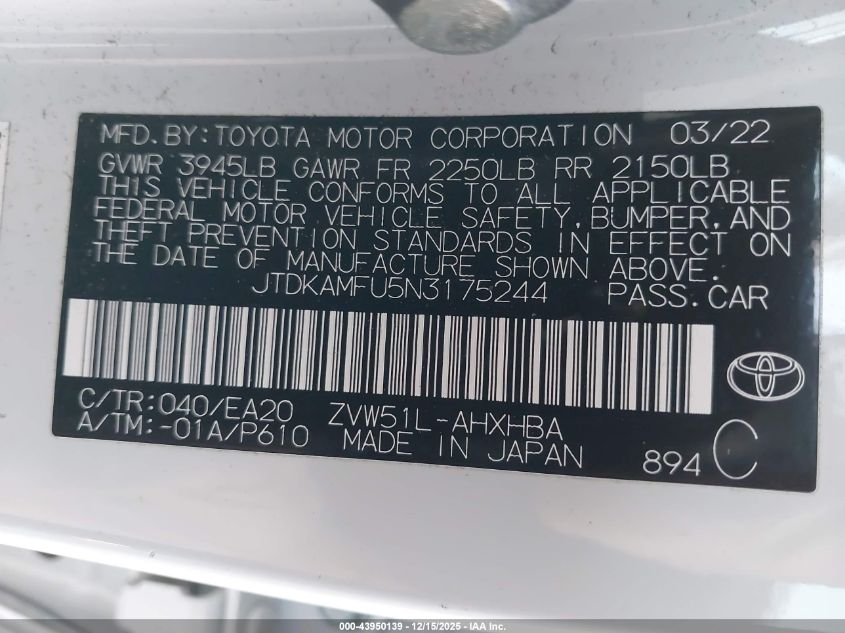 MFD.BY:TOYOTA MOTOR CORPORATION 03/22
GVWR 3945LB GAWR FR 2250LB RR 2150LB
THIS VEHICLE CONFORMS TO ALL APPLICABLE
FEDERAL MOTOR VEHICLE SAFETY,BUMPER,AND
THEFT PREVENTION STANDARDS IN EFFECT ON
THE DATE OF MANUFACTURE SHOWN ABOVE.
JTDKAMFU5N3175244 PASS.CAR
C/TR:040/EA20 ZVW51L-AHXHBA
A/TM:-01A/P610 MADE IN JAPAN
894 C
000-43950139 - 12/15/2025 - IAA Inc.